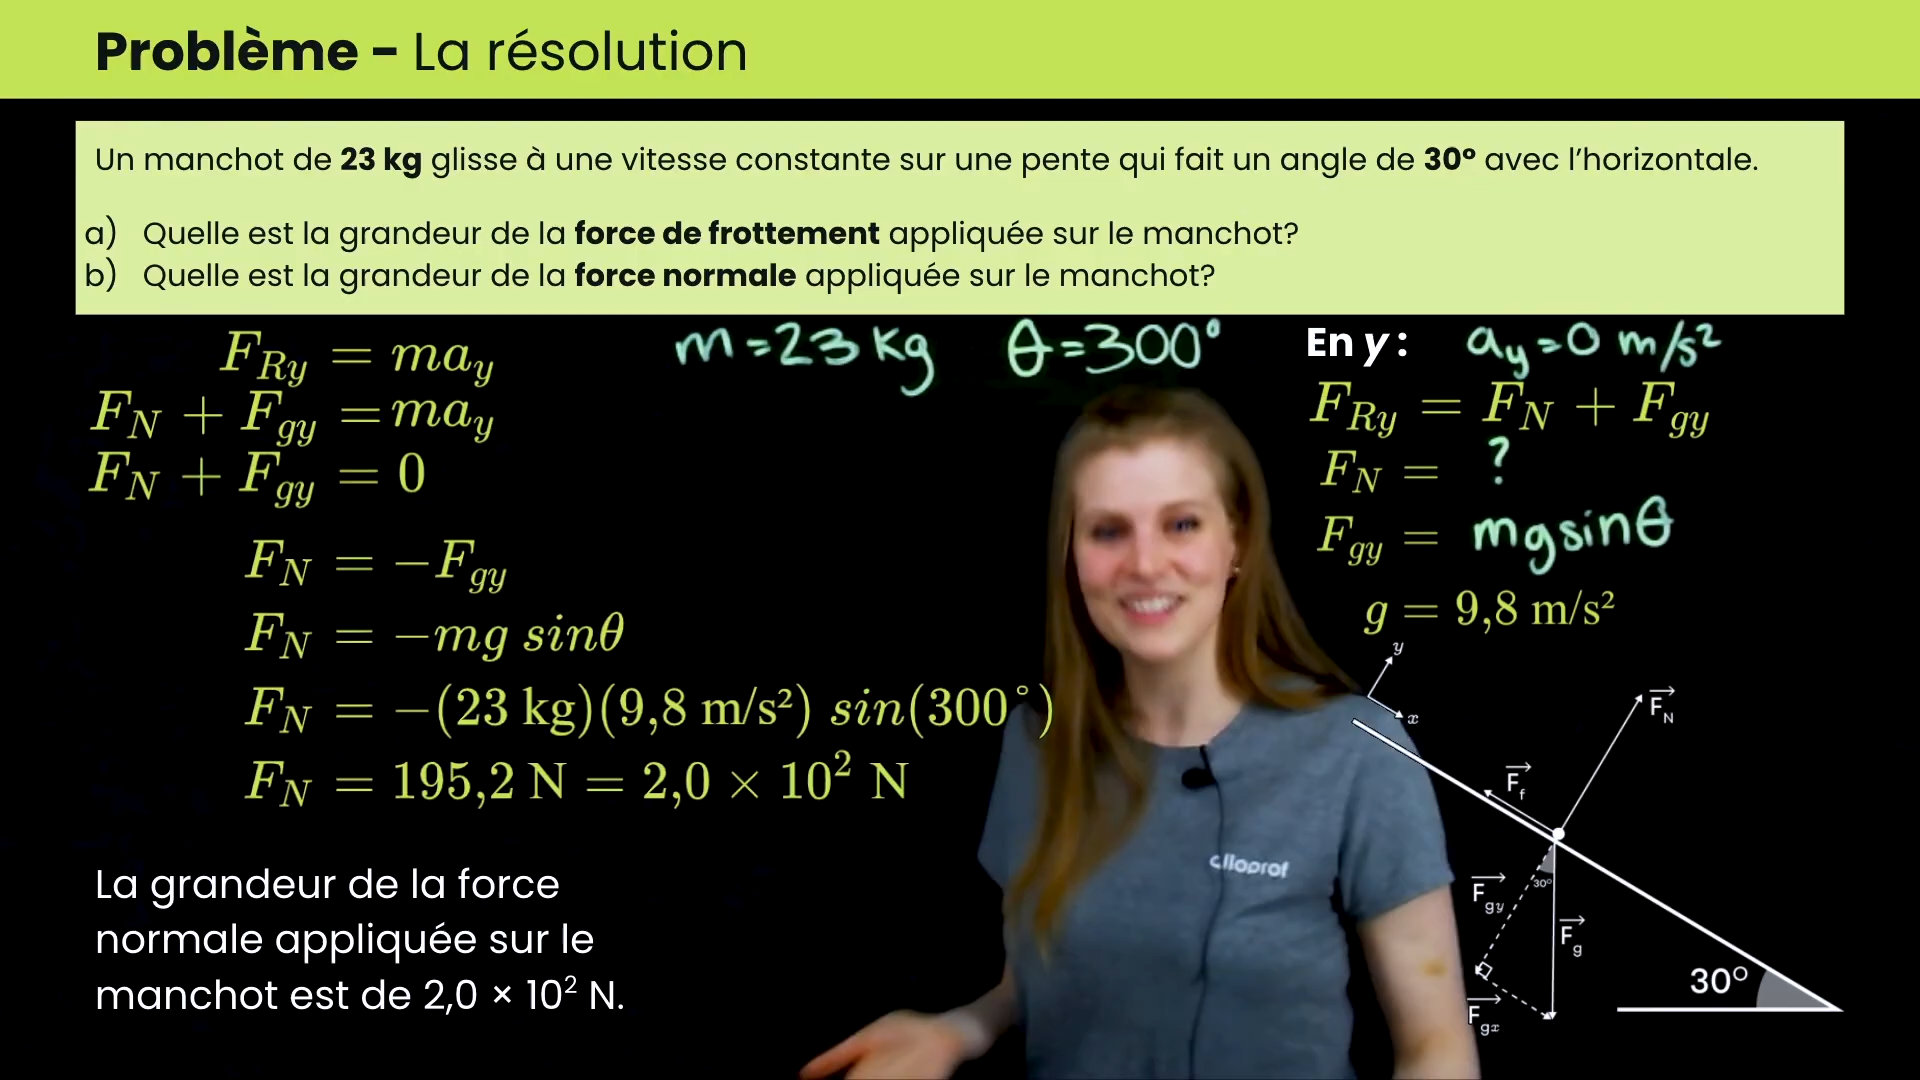 Problème - La résolution
Un manchot de 23 kg glisse à une vitesse constante sur une pente qui fait un angle de 30° avec l’horizontale.
a) Quelle est la grandeur de la force de frottement appliquée sur le manchot?
b) Quelle est la grandeur de la force normale appliquée sur le manchot?
F_Ry = ma_y
F_N + F_gy = ma_y
F_N + F_gy = 0
F_N = −F_gy
F_N = −mg sinθ
F_N = −(23 kg)(9,8 m/s²) sin(300°)
F_N = 195,2 N = 2,0 × 10² N
La grandeur de la force
normale appliquée sur le
manchot est de 2,0 × 10² N.
m = 23 kg θ = 300°
En y : a_y = 0 m/s²
F_Ry = F_N + F_gy
F_N = ?
F_gy = mg sinθ
g = 9,8 m/s²
y
x
F_N
F_f
30°
F_gy
F_g
F_gx
30°
alloprof